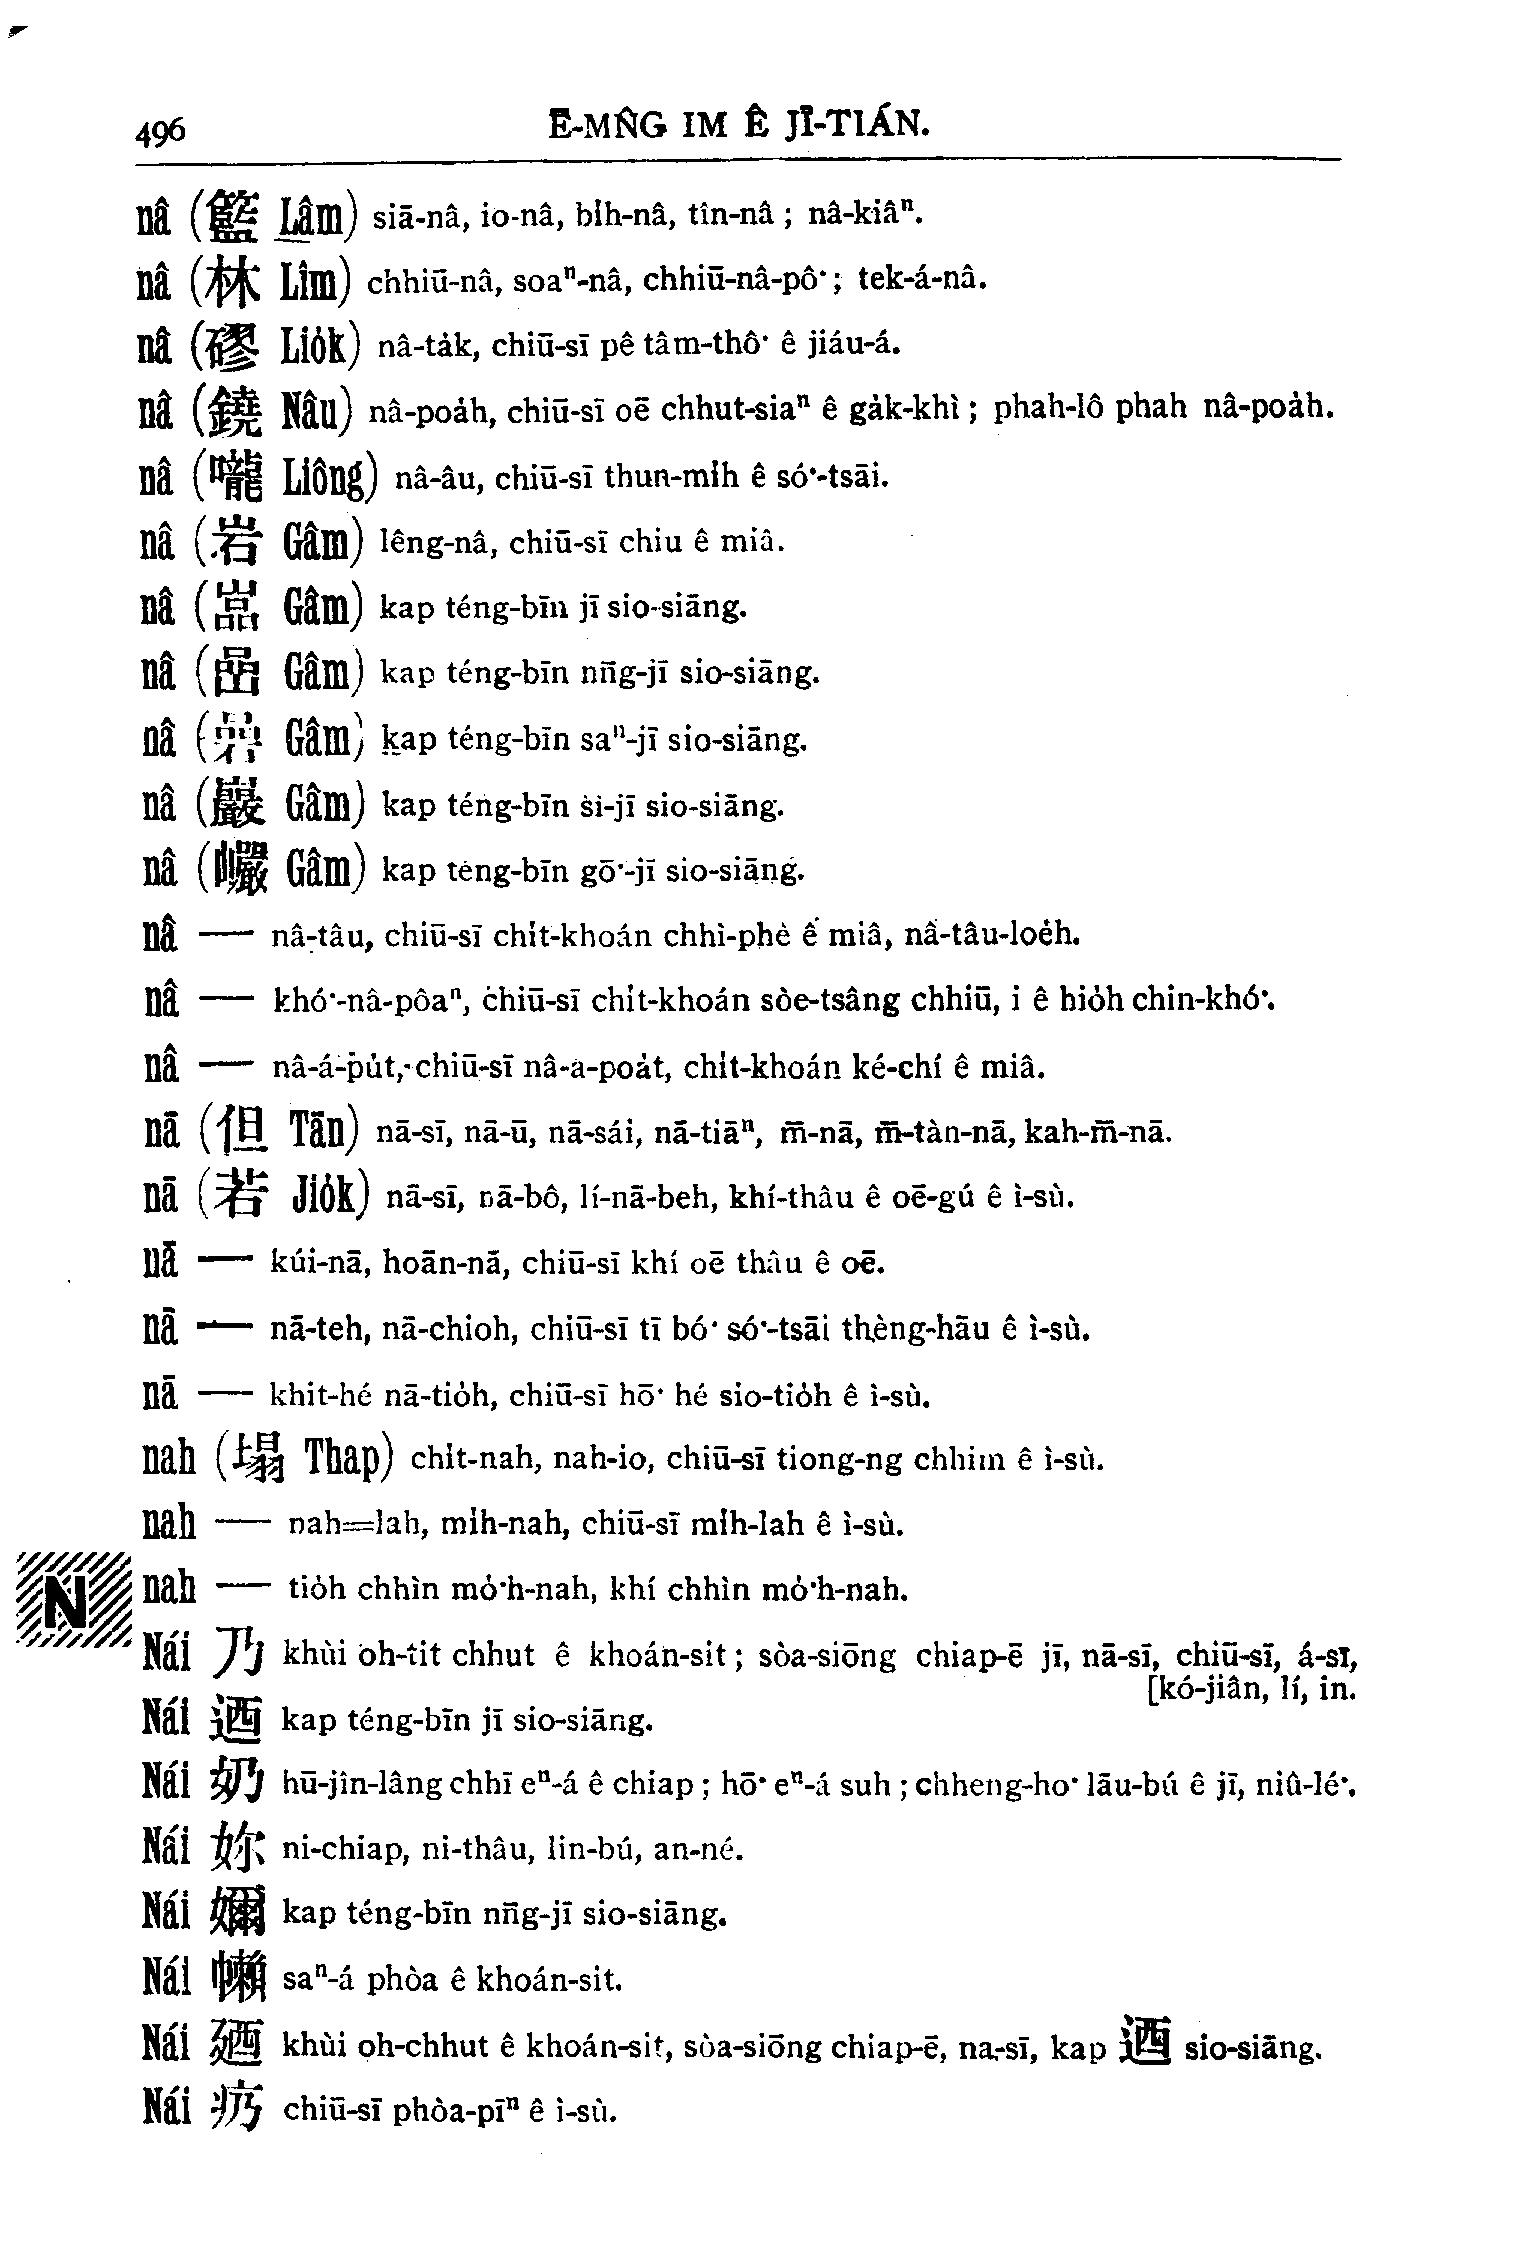 496 Ē-MN̂G IM Ê JĪ-TIÁN.
nâ (籃 Lâm) siā-nâ, io-nâ, bi̍h-nâ, tîn-nâ ; nâ-kiâⁿ.
nâ (林 Lîm) chhiū-nâ, soaⁿ-nâ, chhiū-nâ-pô͘ ; tek-á-nâ.
nâ (磟 Lio̍k) nâ-ta̍k, chiū-sī pê tâm-thô͘ ê jiáu-á.
nâ (鐃 Nâu) nâ-poa̍h, chiū-sī oē chhut-siaⁿ ê ga̍k-khì ; phah-lô phah nâ-poa̍h.
nâ (嚨 Liông) nâ-âu, chiū-sī thun-mi̍h ê só͘-tsāi.
nâ (岩 Gâm) lêng-nâ, chiū-sī chiu ê miâ.
nâ (嵓 Gâm) kap téng-bīn jī sio-siāng.
nâ (喦 Gâm) kap téng-bīn nn̄g-jī sio-siāng.
nâ ( Gâm) kap téng-bīn saⁿ-jī sio-siāng.
nâ (巖 Gâm) kap téng-bīn sì-jī sio-siāng.
nâ (巗 Gâm) kap téng-bīn gō͘-jī sio-siāng.
nâ — nâ-tâu, chiū-sī chi̍t-khoán chhì-phè ê miâ, nâ-tâu-loe̍h.
nâ — khó͘-nâ-pôaⁿ, chiū-sī chi̍t-khoán sòe-tsâng chhiū, i ê hio̍h chin-khó͘.
nâ — nâ-á-pu̍t, chiū-sī nâ-a-poa̍t, chi̍t-khoán ké-chí ê miâ.
nā (但 Tān) nā-sī, nā-ū, nā-sái, nā-tiāⁿ, m̄-nā, m̄-tàn-nā, kah-m̄-nā.
nā (若 Jio̍k) nā-sī, nā-bô, lí-nā-beh, khí-thâu ê oē-gú ê ì-sù.
nā — kúi-nā, hoān-nā, chiū-sī khí oē thâu ê oē.
nā — nā-teh, nā-chioh, chiū-sī tī bó͘ só͘-tsāi thèng-hāu ê ì-sù.
nā — khit-hé nā-tio̍h, chiū-sī hō͘ hé sio-tio̍h ê ì-sù.
nah (塌 Thap) chi̍t-nah, nah-io, chiū-sī tiong-ng chhim ê ì-sù.
nah — nah=lah, mi̍h-nah, chiū-sī mi̍h-lah ê ì-sù.
N nah — tio̍h chhìn mo̍͘h-nah, khí chhìn mo̍͘h-nah.
Nái 乃 khùi oh-tit chhut ê khoán-sit ; sòa-siōng chiap-ē jī, nā-sī, chiū-sī, á-sī,
[kó-jiân, lí, in.
Nái 迺 kap téng-bīn jī sio-siāng.
Nái 奶 hū-jîn-lâng chhī eⁿ-á ê chiap ; hō͘ eⁿ-á suh ; chheng-ho͘ lāu-bú ê jī, niû-lé͘.
Nái 妳 ni-chiap, ni-thâu, lin-bú, an-né.
Nái 嬭 kap téng-bīn nn̄g-jī sio-siāng.
Nái 㠣 saⁿ-á phòa ê khoán-sit.
Nái 廼 khùi oh-chhut ê khoán-sit, sòa-siōng chiap-ē, na-sī, kap 迺 sio-siāng.
Nái 疓 chiū-sī phòa-pīⁿ ê ì-sù.